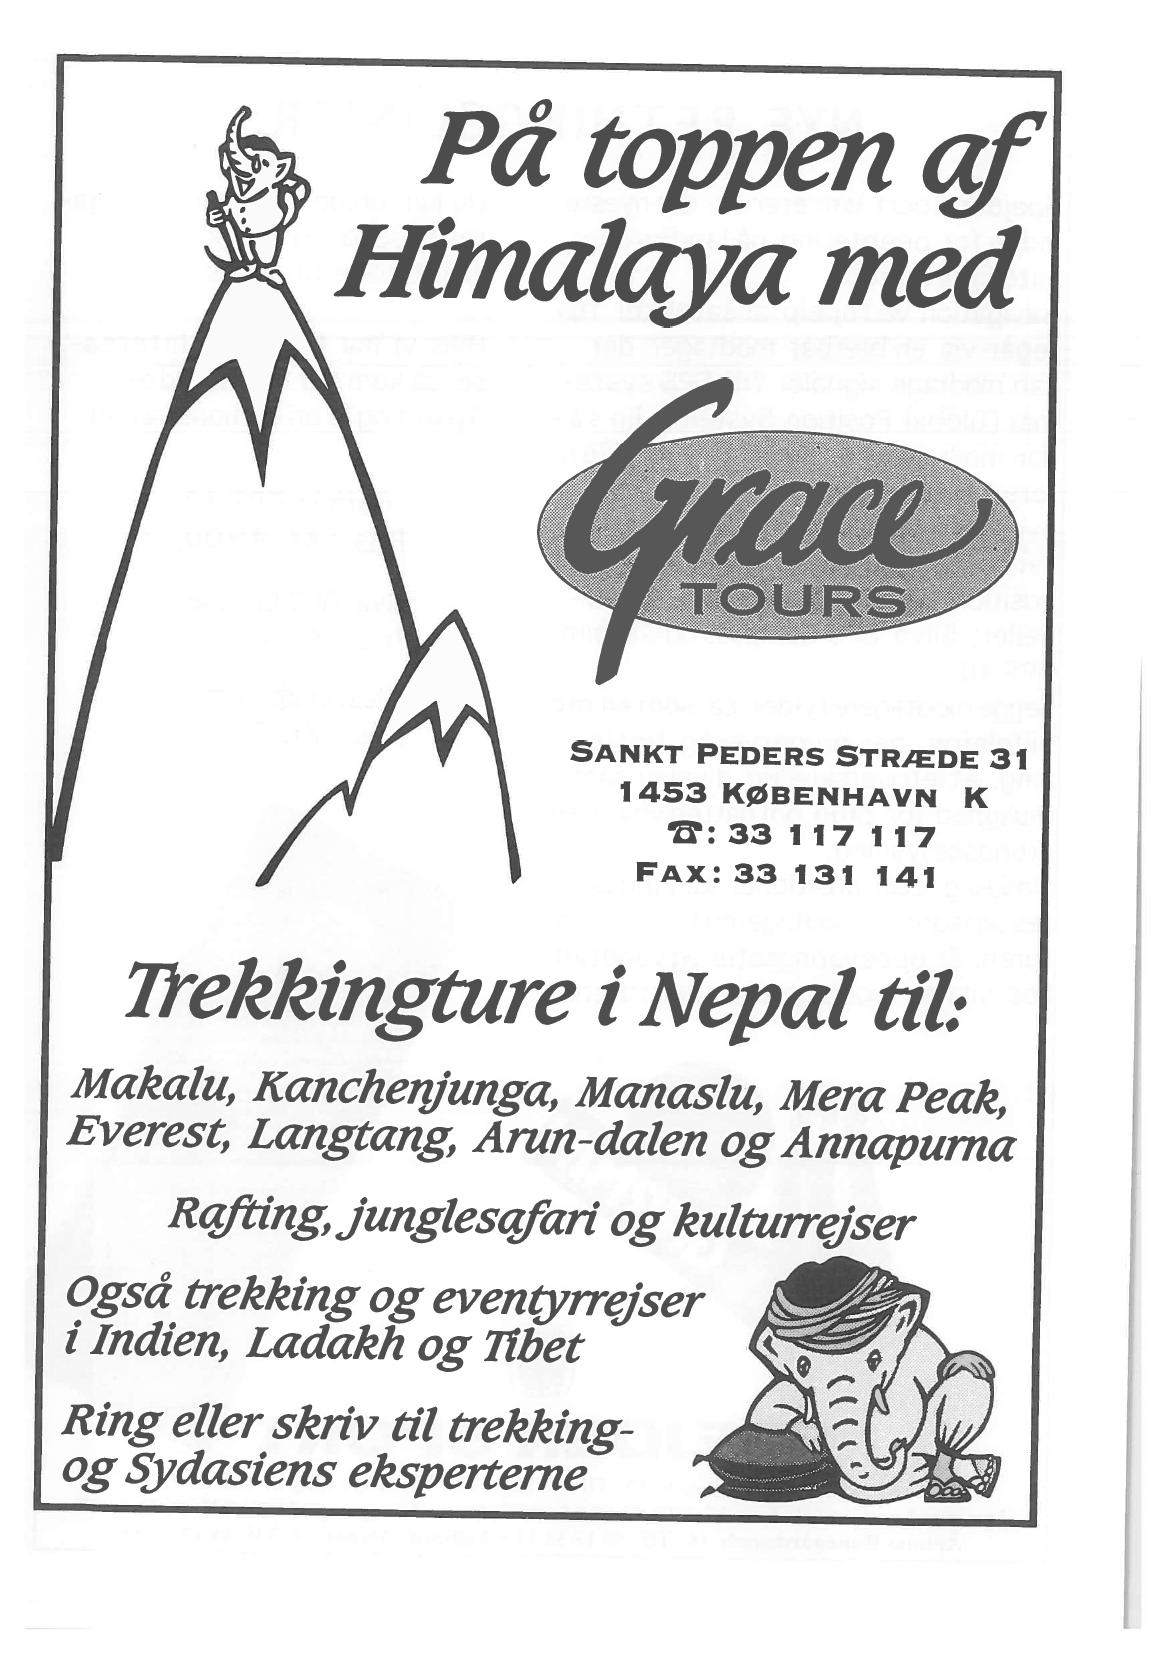 På toppen af
Himalaya med
Grace
TOURS
SANKT PEDERS STRÆDE 31
1453 KØBENHAVN K
☎: 33 117 117
FAX: 33 131 141
Trekkingture i Nepal til:
Makalu, Kanchenjunga, Manaslu, Mera Peak,
Everest, Langtang, Arun-dalen og Annapurna
Rafting, junglesafari og kulturrejser
Også trekking og eventyrrejser
i Indien, Ladakh og Tibet
Ring eller skriv til trekking-
og Sydasiens eksperterne